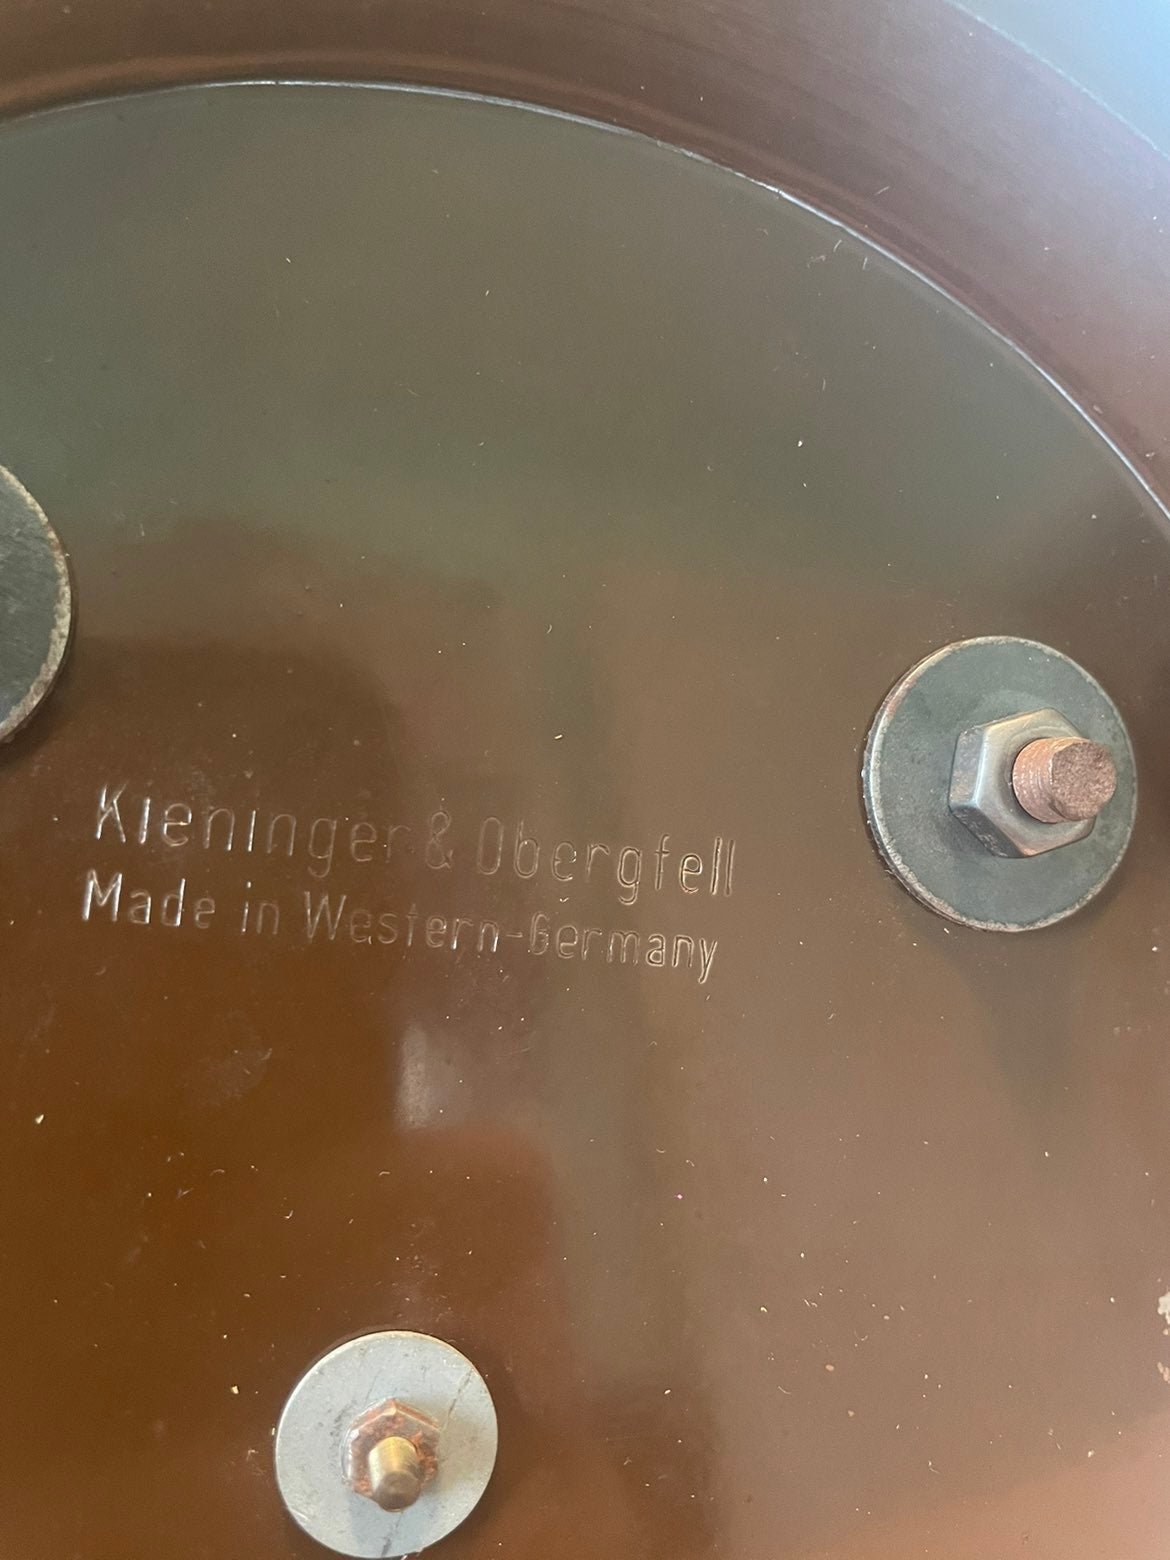 Kieninger & Obergfell
Made in Western-Germany